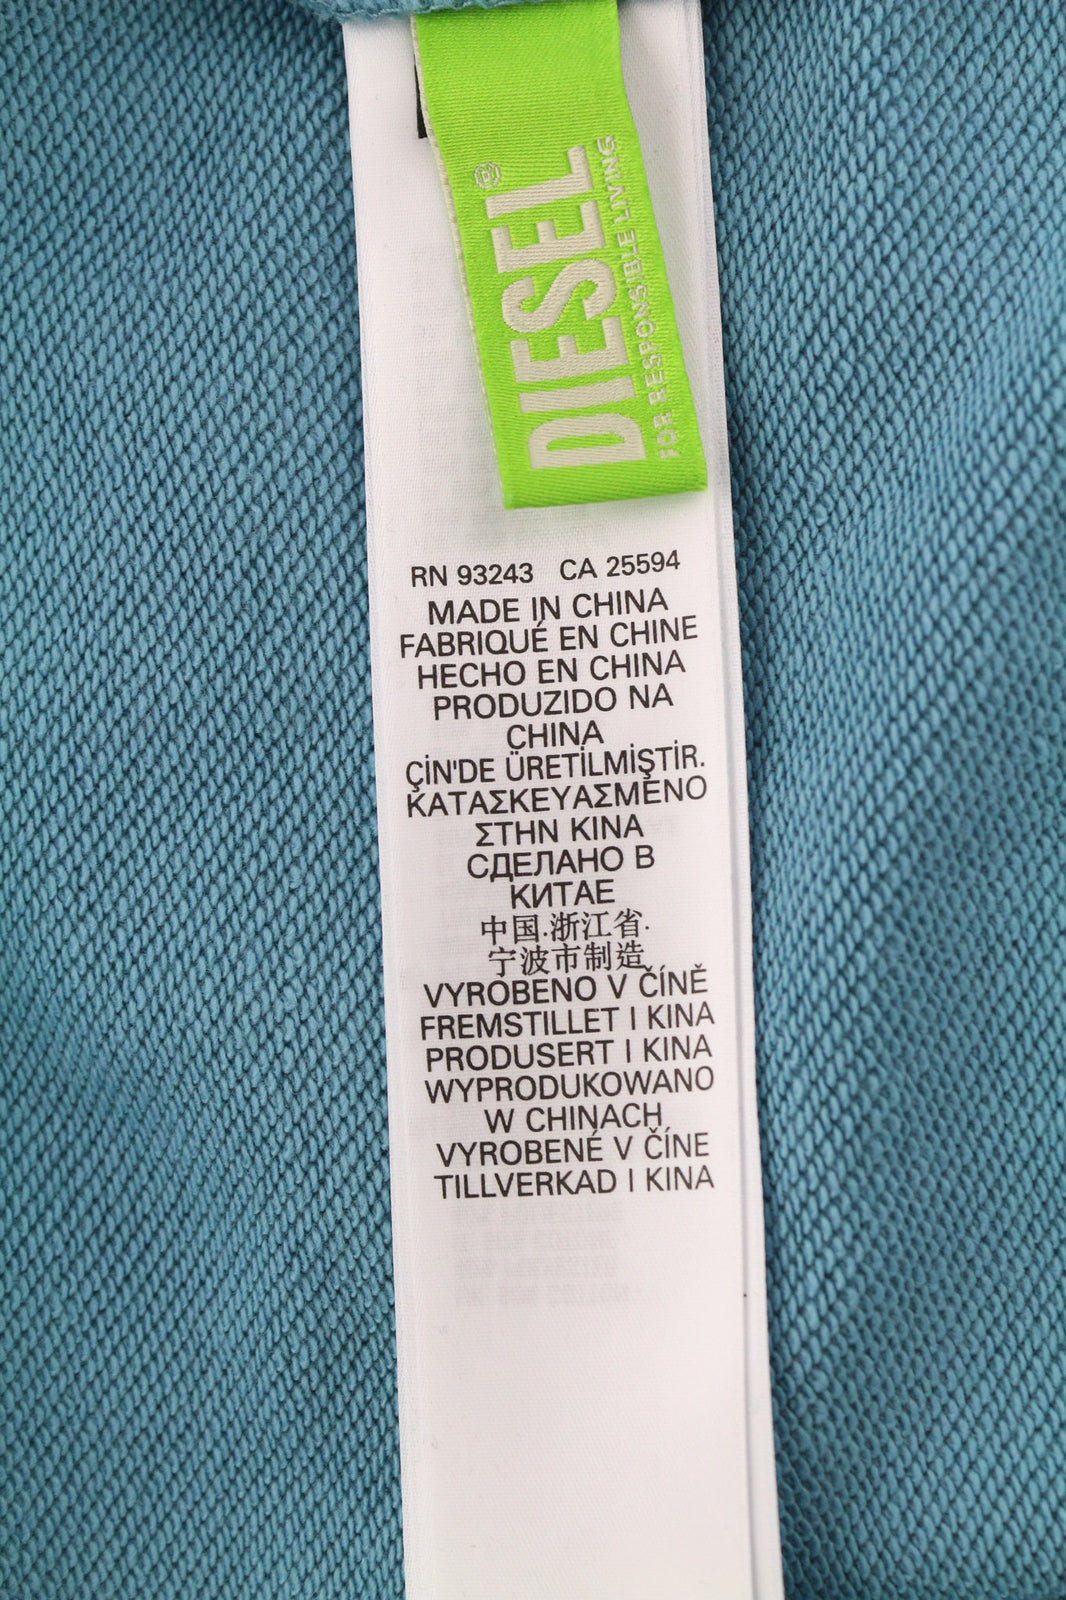 DIESEL®
FOR RESPONSIBLE LIVING
RN 93243 CA 25594
MADE IN CHINA
FABRIQUÉ EN CHINE
HECHO EN CHINA
PRODUZIDO NA
CHINA
ÇİN'DE ÜRETİLMİŞTİR.
ΚΑΤΑΣΚΕΥΑΣΜΕΝΟ
ΣΤΗΝ ΚΙΝΑ
СДЕЛАНО В
КИТАЕ
中国.浙江省.
宁波市制造
VYROBENO V ČÍNĚ
FREMSTILLET I KINA
PRODUSERT I KINA
WYPRODUKOWANO
W CHINACH
VYROBENÉ V ČÍNE
TILLVERKAD I KINA